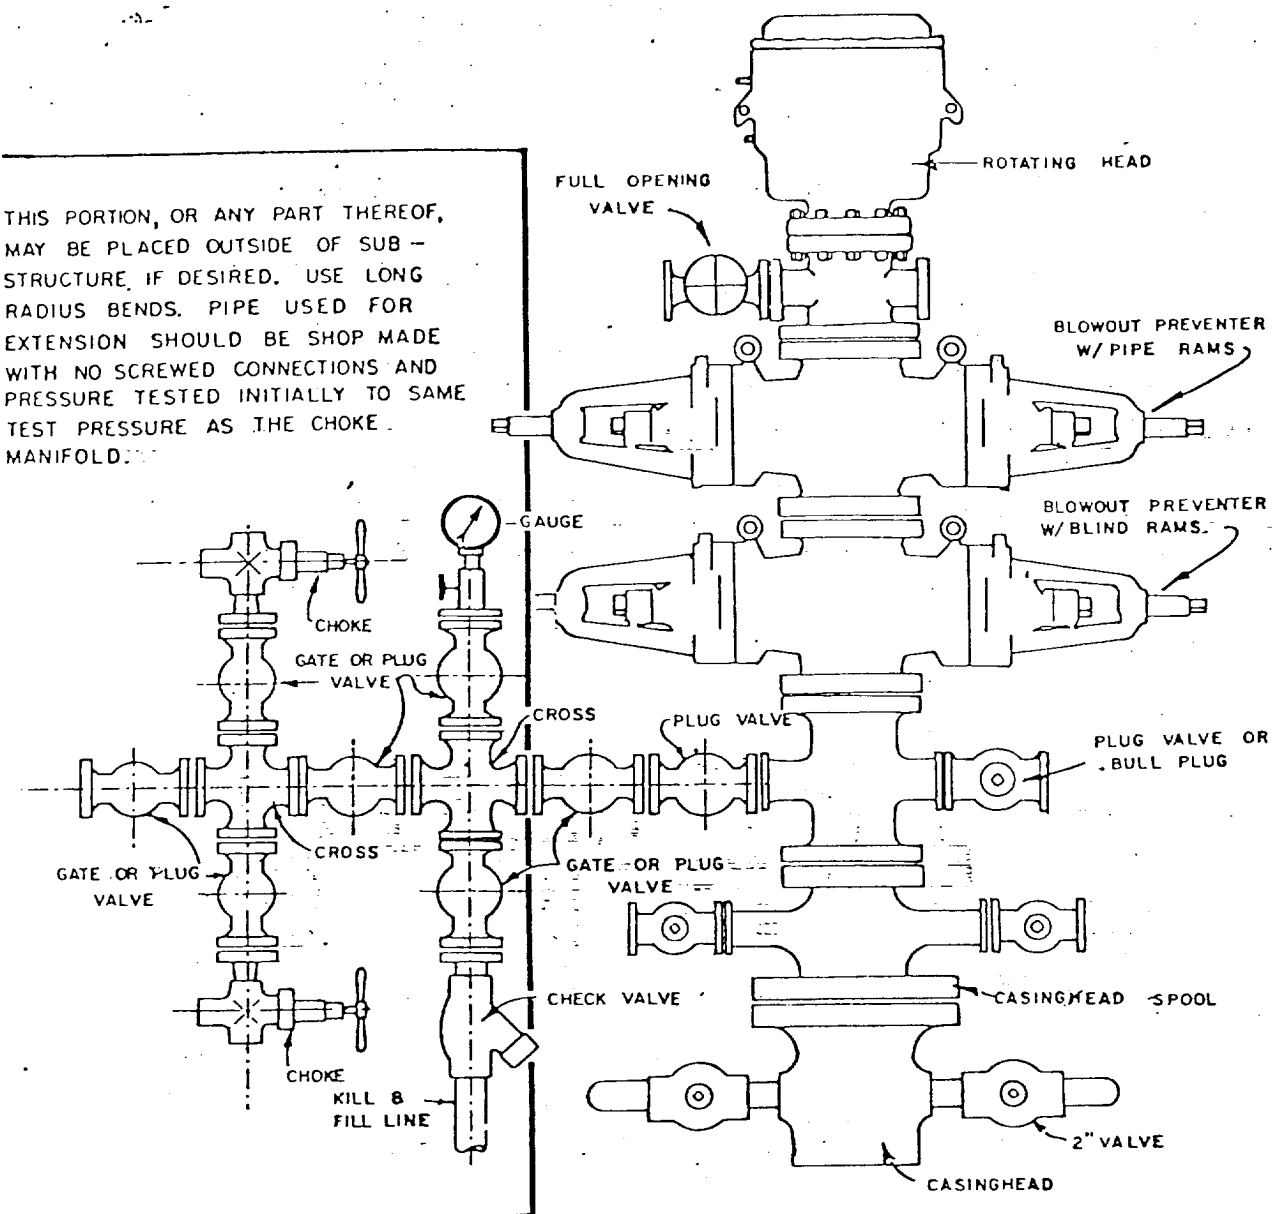 THIS PORTION, OR ANY PART THEREOF,
MAY BE PLACED OUTSIDE OF SUB-
STRUCTURE IF DESIRED. USE LONG
RADIUS BENDS. PIPE USED FOR
EXTENSION SHOULD BE SHOP MADE
WITH NO SCREWED CONNECTIONS AND
PRESSURE TESTED INITIALLY TO SAME
TEST PRESSURE AS THE CHOKE
MANIFOLD.
ROTATING HEAD
FULL OPENING
VALVE
BLOWOUT PREVENTER
W/PIPE RAMS
BLOWOUT PREVENTER
W/BLIND RAMS
GAUGE
CHOKE
GATE OR PLUG
VALVE
CROSS
PLUG VALVE
PLUG VALVE OR
BULL PLUG
CROSS
GATE OR PLUG
VALVE
GATE OR PLUG
VALVE
CHECK VALVE
CASINGHEAD SPOOL
CHOKE
KILL &
FILL LINE
2" VALVE
CASINGHEAD